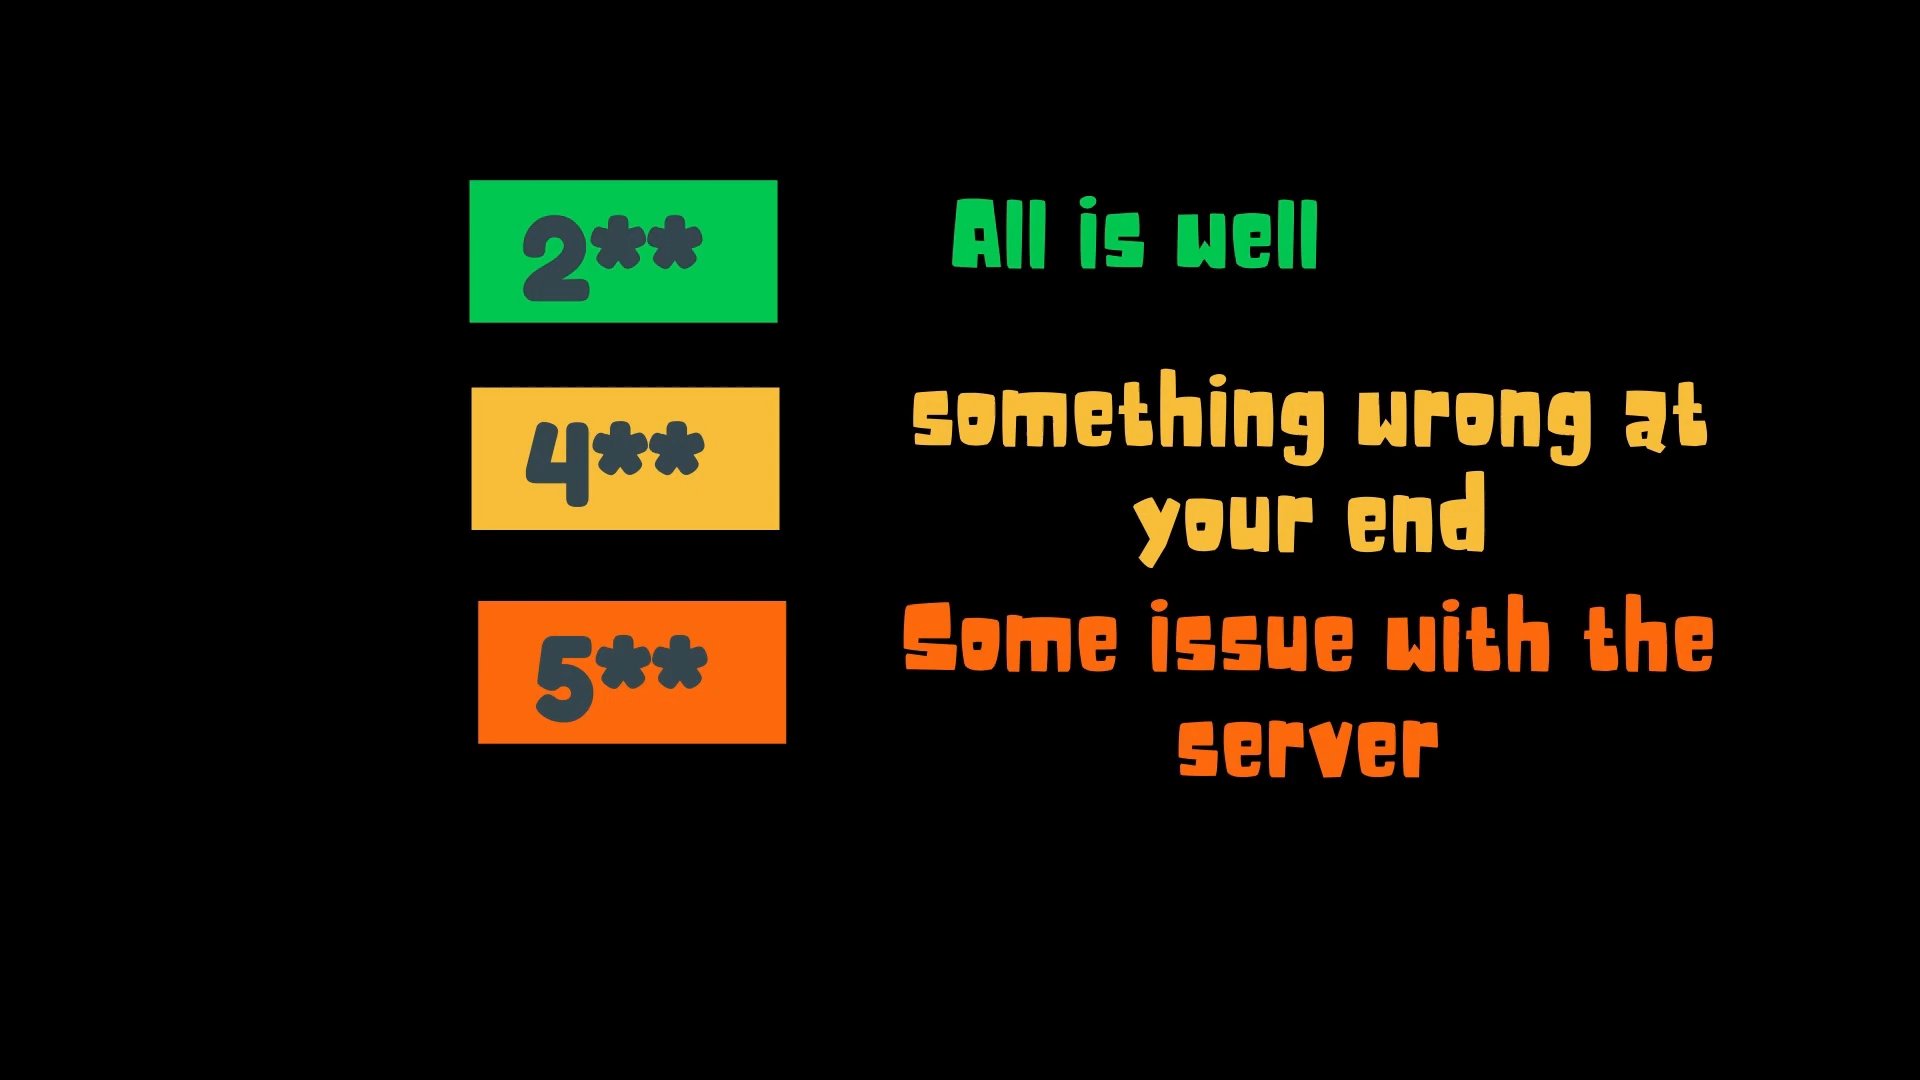 2** All is well
4** something wrong at
your end
5** Some issue with the
server